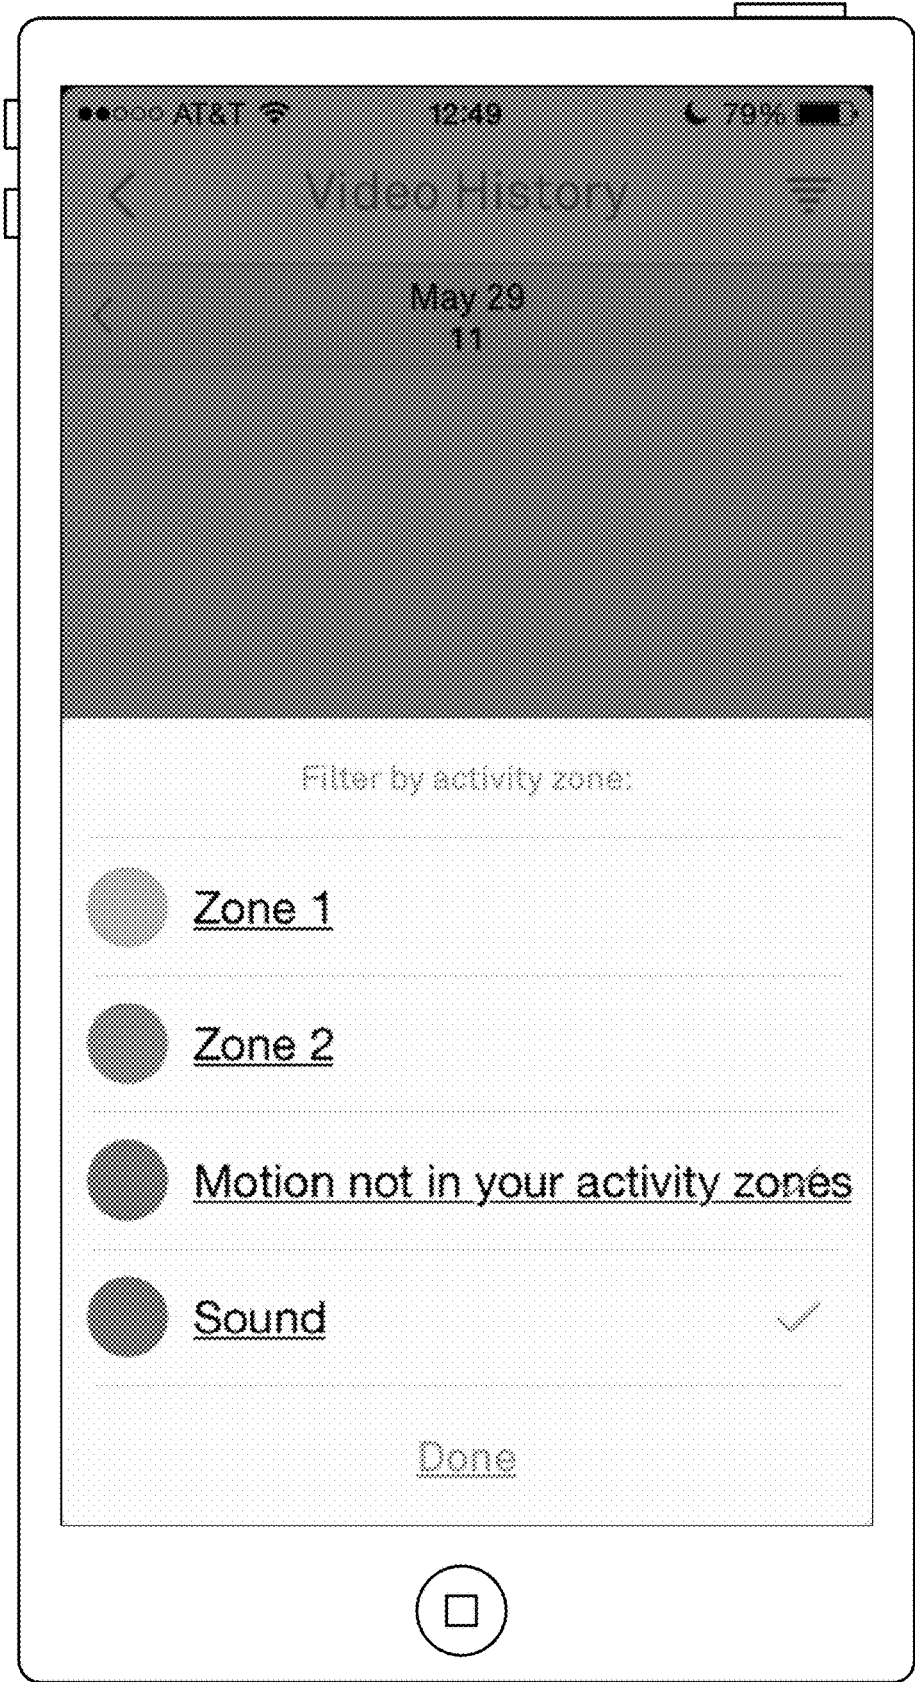 AT&T 12:49 79%
Video History
May 29
11
Filter by activity zone:
Zone 1
Zone 2
Motion not in your activity zones
Sound
Done